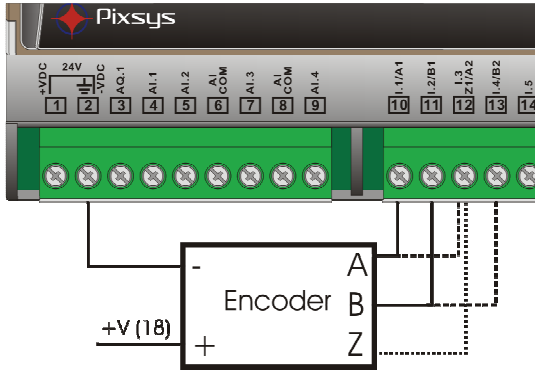 Pixsys
24V
+VDC
-VDC
AQ.1
AI.1
AI.2
AI COM
AI.3
AI COM
AI.4
I.1/A1
I.2/B1
I.3 Z1/A2
I.4/B2
I.5
1 2 3 4 5 6 7 8 9 10 11 12 13 14
- A
Encoder B
+V (18) + Z